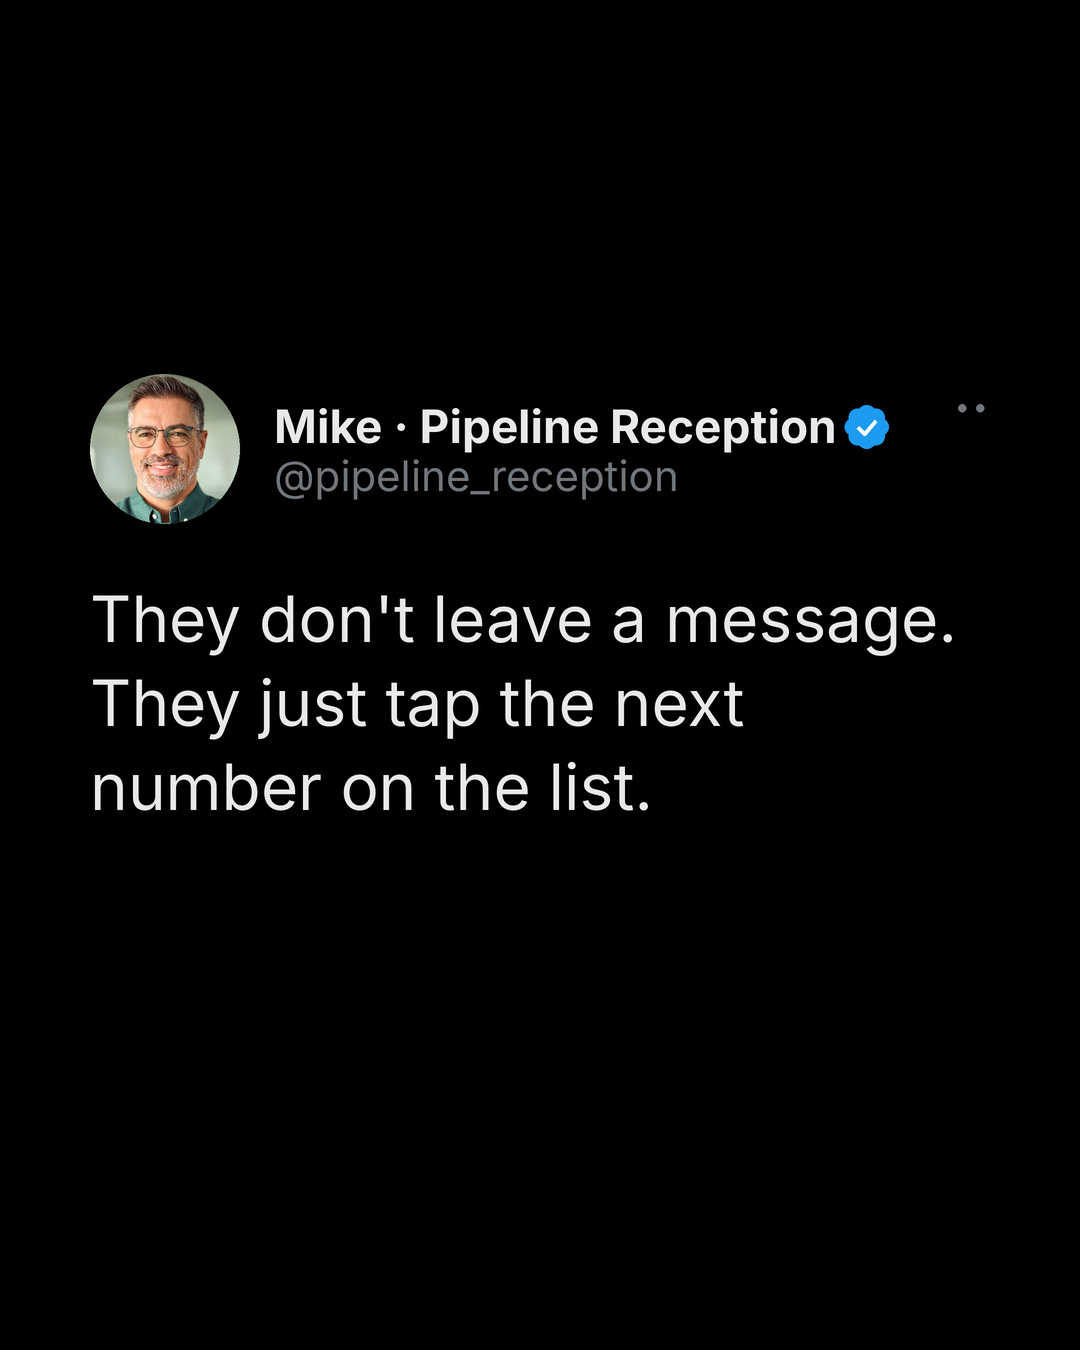 Mike · Pipeline Reception
@pipeline_reception
They don't leave a message.
They just tap the next
number on the list.